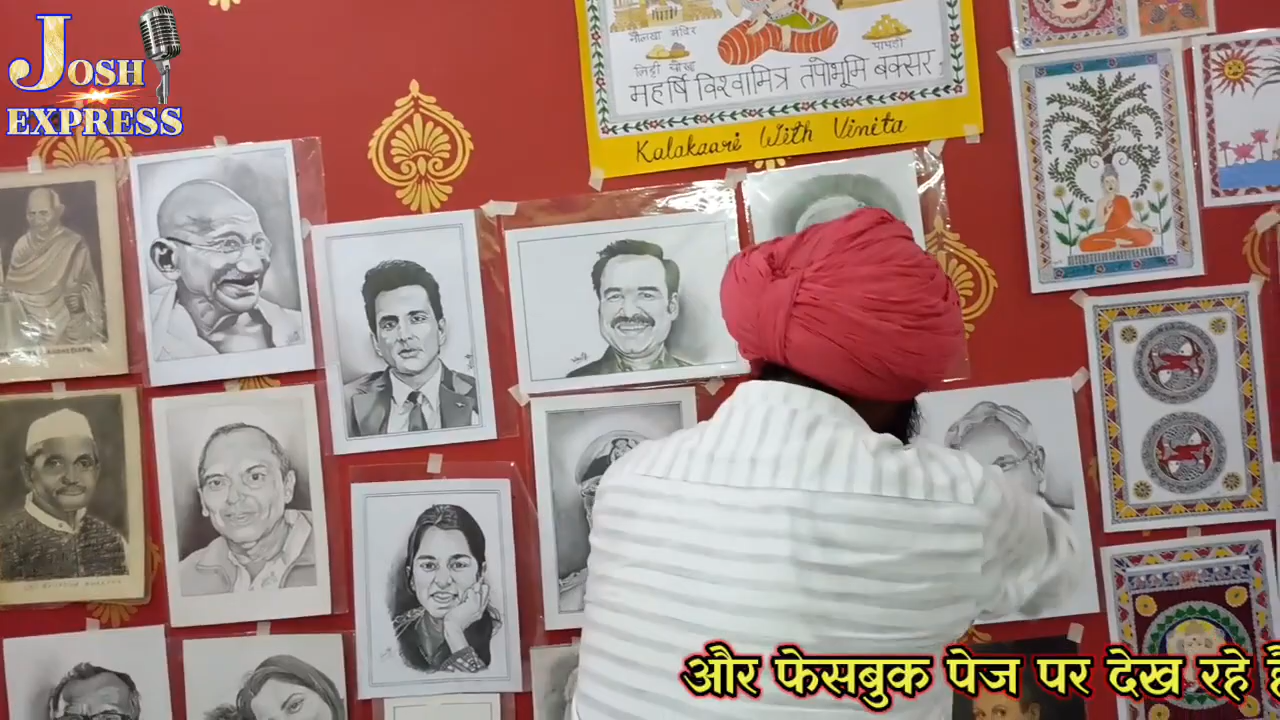 JOSH
EXPRESS
नौलखा मंदिर
लिट्टी चोखा
पापड़ी
महर्षि विश्वामित्र तपोभूमि बक्सर
Kalakaari With Vinita
और फेसबुक पेज पर देख रहे